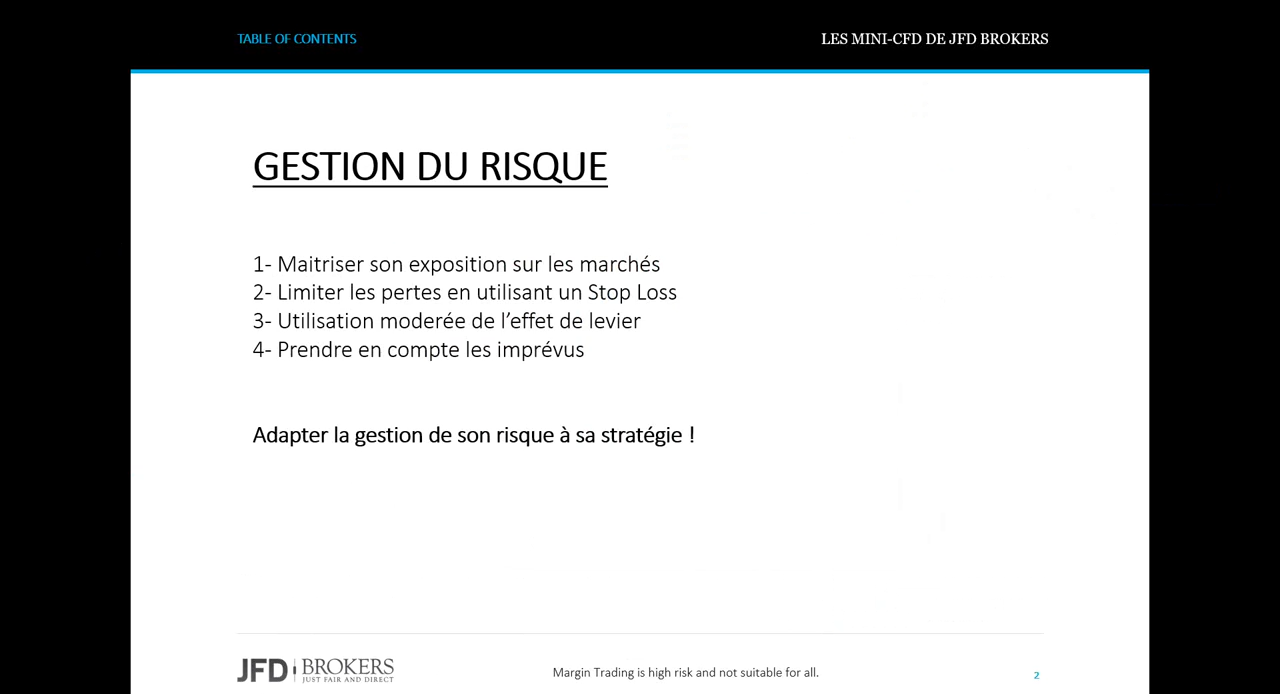 TABLE OF CONTENTS
LES MINI-CFD DE JFD BROKERS
GESTION DU RISQUE
1- Maitriser son exposition sur les marchés
2- Limiter les pertes en utilisant un Stop Loss
3- Utilisation moderée de l’effet de levier
4- Prendre en compte les imprévus
Adapter la gestion de son risque à sa stratégie !
JFD BROKERS
JUST FAIR AND DIRECT
Margin Trading is high risk and not suitable for all.
2